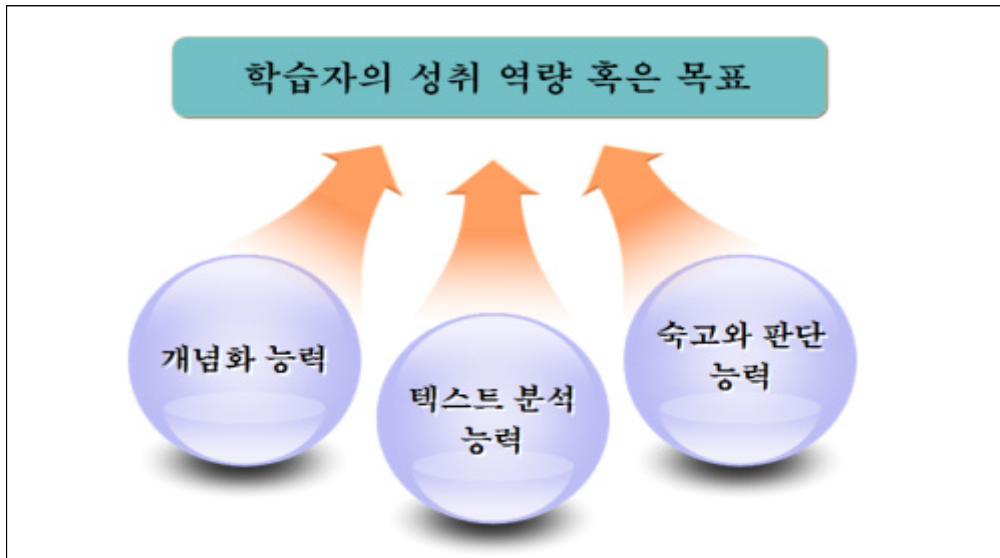 학습자의 성취 역량 혹은 목표
개념화 능력
텍스트 분석
능력
숙고와 판단
능력